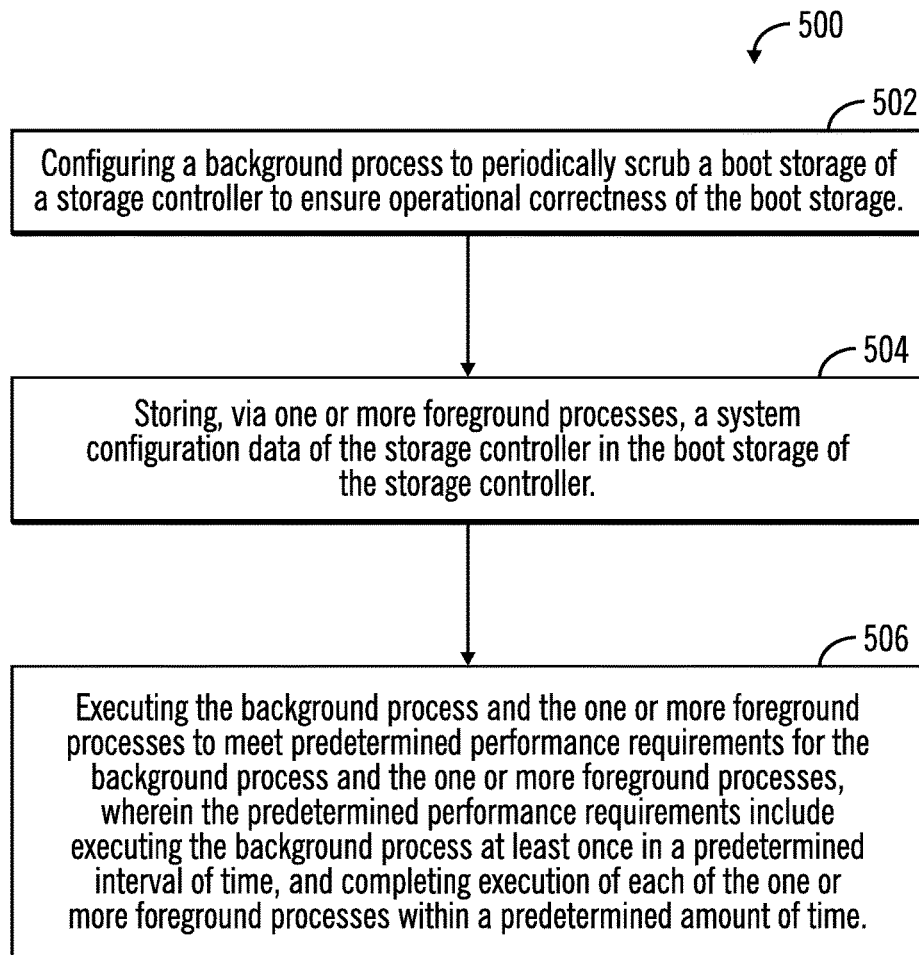 500
502
Configuring a background process to periodically scrub a boot storage of
a storage controller to ensure operational correctness of the boot storage.
504
Storing, via one or more foreground processes, a system
configuration data of the storage controller in the boot storage of
the storage controller.
506
Executing the background process and the one or more foreground
processes to meet predetermined performance requirements for the
background process and the one or more foreground processes,
wherein the predetermined performance requirements include
executing the background process at least once in a predetermined
interval of time, and completing execution of each of the one or
more foreground processes within a predetermined amount of time.